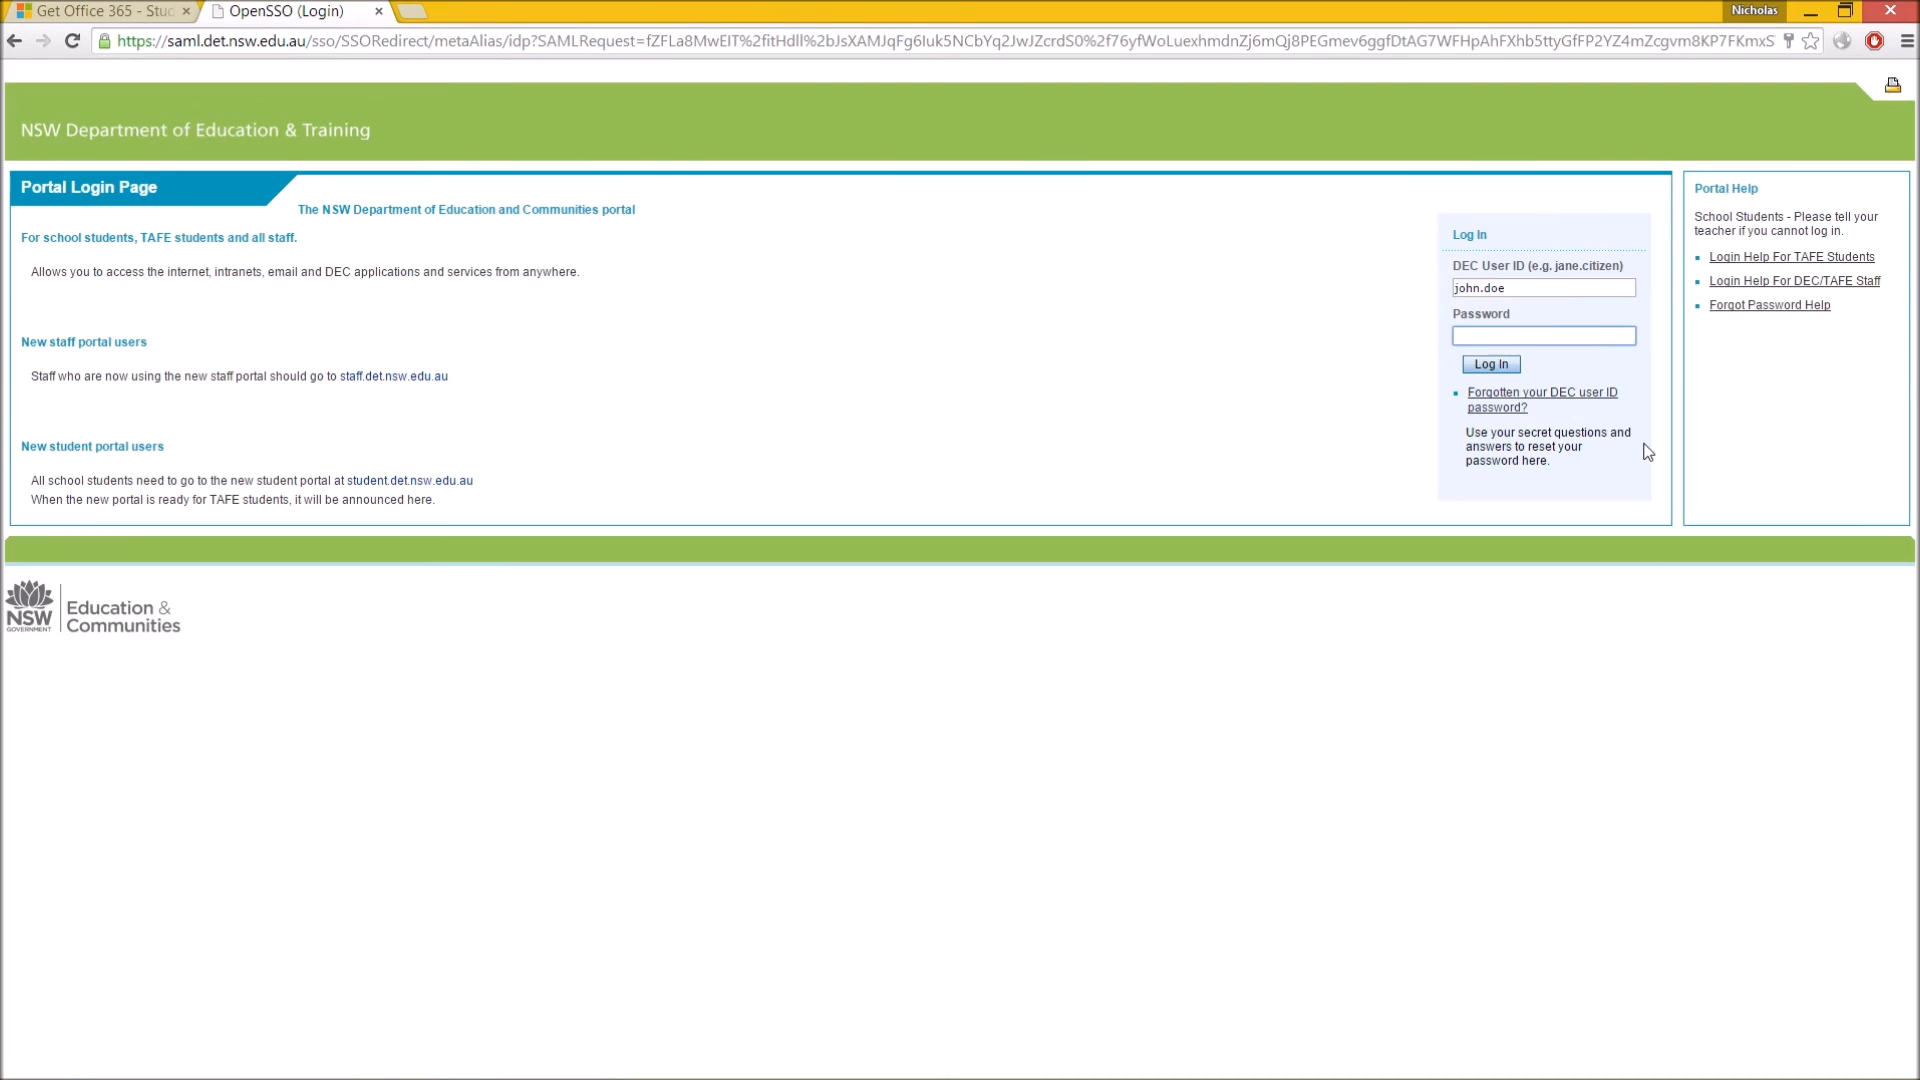 Get Office 365 - Stud
OpenSSO (Login)
Nicholas
https://saml.det.nsw.edu.au/sso/SSORedirect/metaAlias/idp?SAMLRequest=
NSW Department of Education & Training
Portal Login Page
The NSW Department of Education and Communities portal
For school students, TAFE students and all staff.
Allows you to access the internet, intranets, email and DEC applications and services from anywhere.
New staff portal users
Staff who are now using the new staff portal should go to staff.det.nsw.edu.au
New student portal users
All school students need to go to the new student portal at student.det.nsw.edu.au
When the new portal is ready for TAFE students, it will be announced here.
Log In
DEC User ID (e.g. jane.citizen)
john.doe
Password
Log In
Forgotten your DEC user ID
password?
Use your secret questions and
answers to reset your
password here.
Portal Help
School Students - Please tell your
teacher if you cannot log in.
Login Help For TAFE Students
Login Help For DEC/TAFE Staff
Forgot Password Help
NSW
GOVERNMENT
Education &
Communities